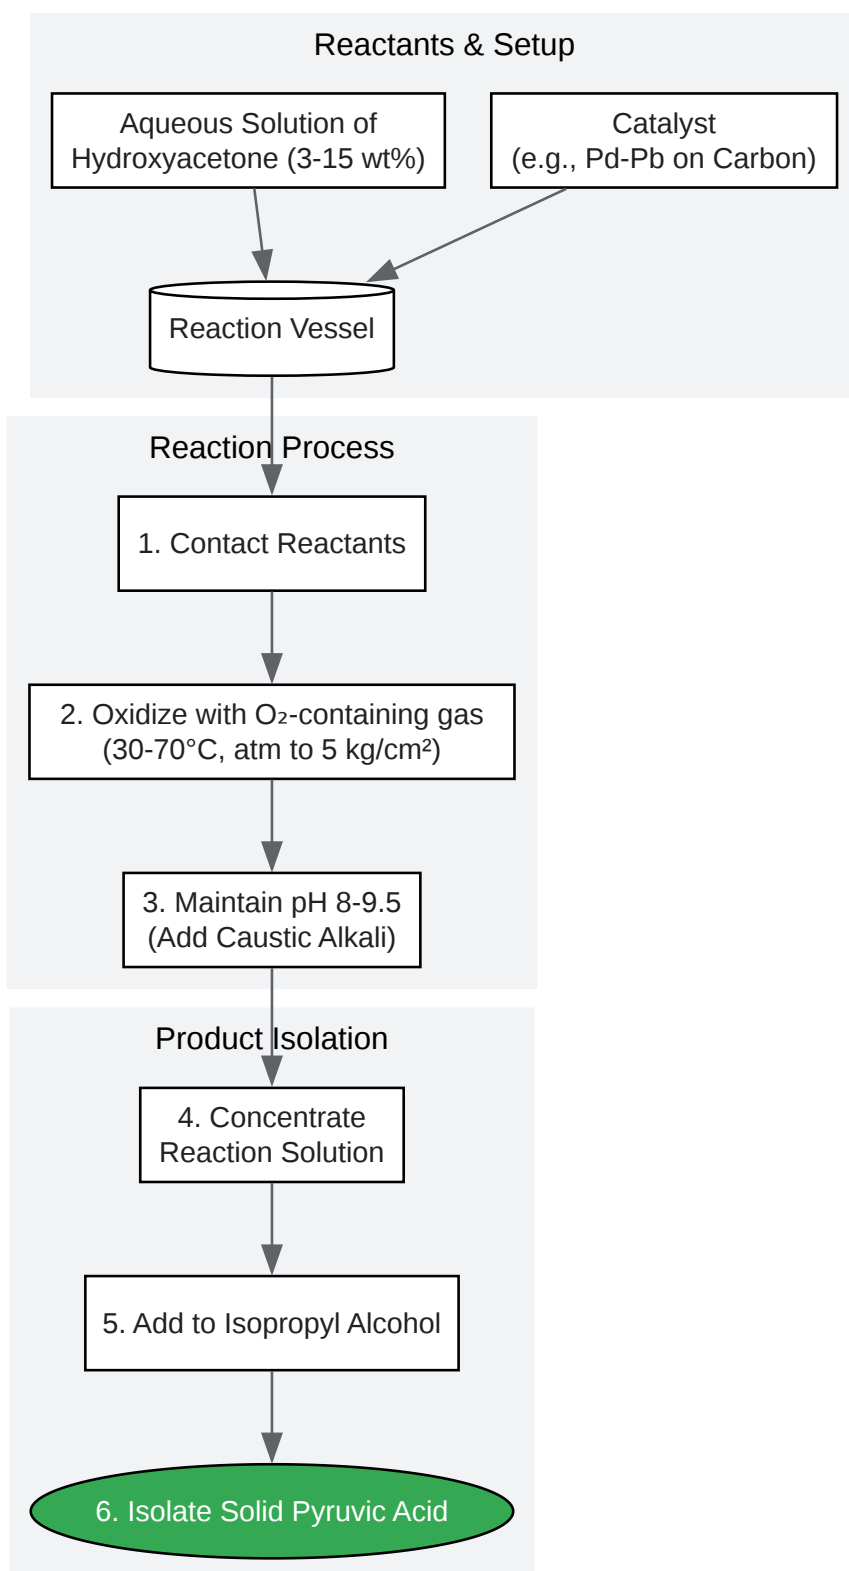 Reactants & Setup
Aqueous Solution of
Hydroxyacetone (3-15 wt%)
Catalyst
(e.g., Pd-Pb on Carbon)
Reaction Vessel
Reaction Process
1. Contact Reactants
2. Oxidize with O₂-containing gas
(30-70°C, atm to 5 kg/cm²)
3. Maintain pH 8-9.5
(Add Caustic Alkali)
Product Isolation
4. Concentrate
Reaction Solution
5. Add to Isopropyl Alcohol
6. Isolate Solid Pyruvic Acid